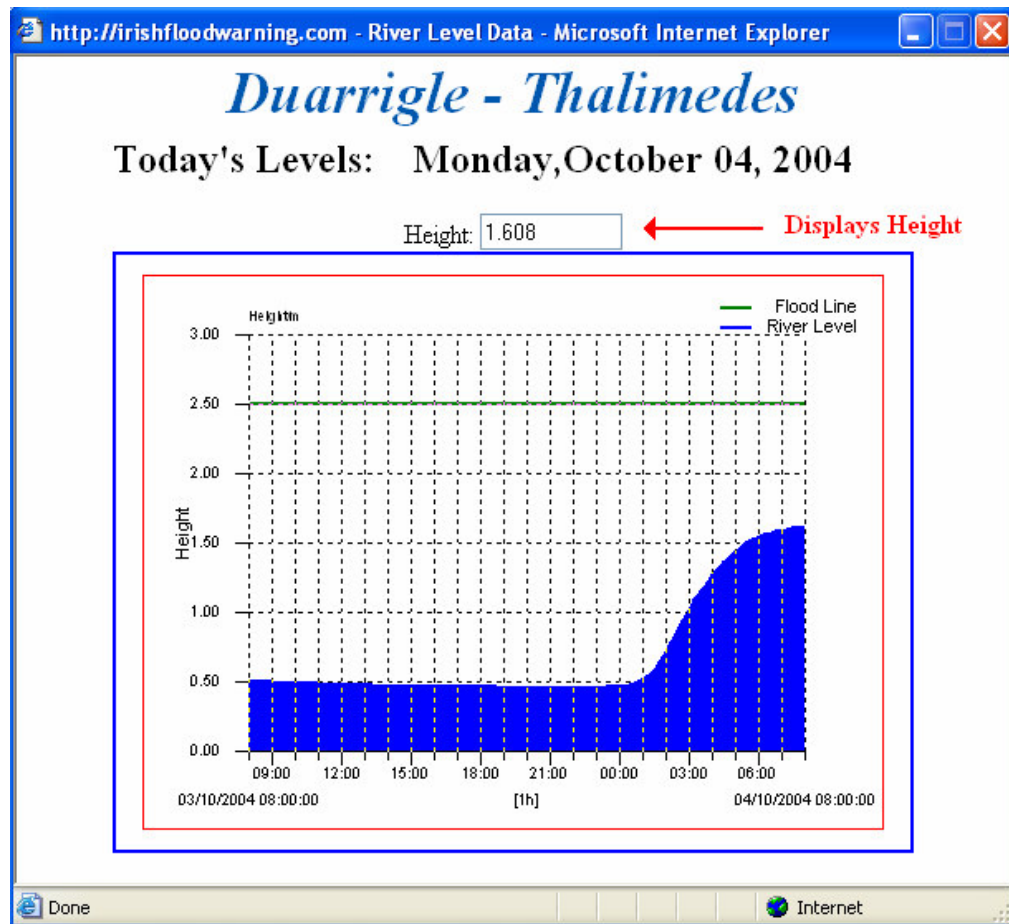 http://irishfloodwarning.com - River Level Data - Microsoft Internet Explorer
Duarrigle - Thalimedes
Today's Levels: Monday,October 04, 2004
Height: 1.608
Displays Height
Height/m
Flood Line
River Level
3.00
2.50
2.00
1.50
1.00
0.50
0.00
Height
09:00 12:00 15:00 18:00 21:00 00:00 03:00 06:00
03/10/2004 08:00:00 [1h] 04/10/2004 08:00:00
Done
Internet